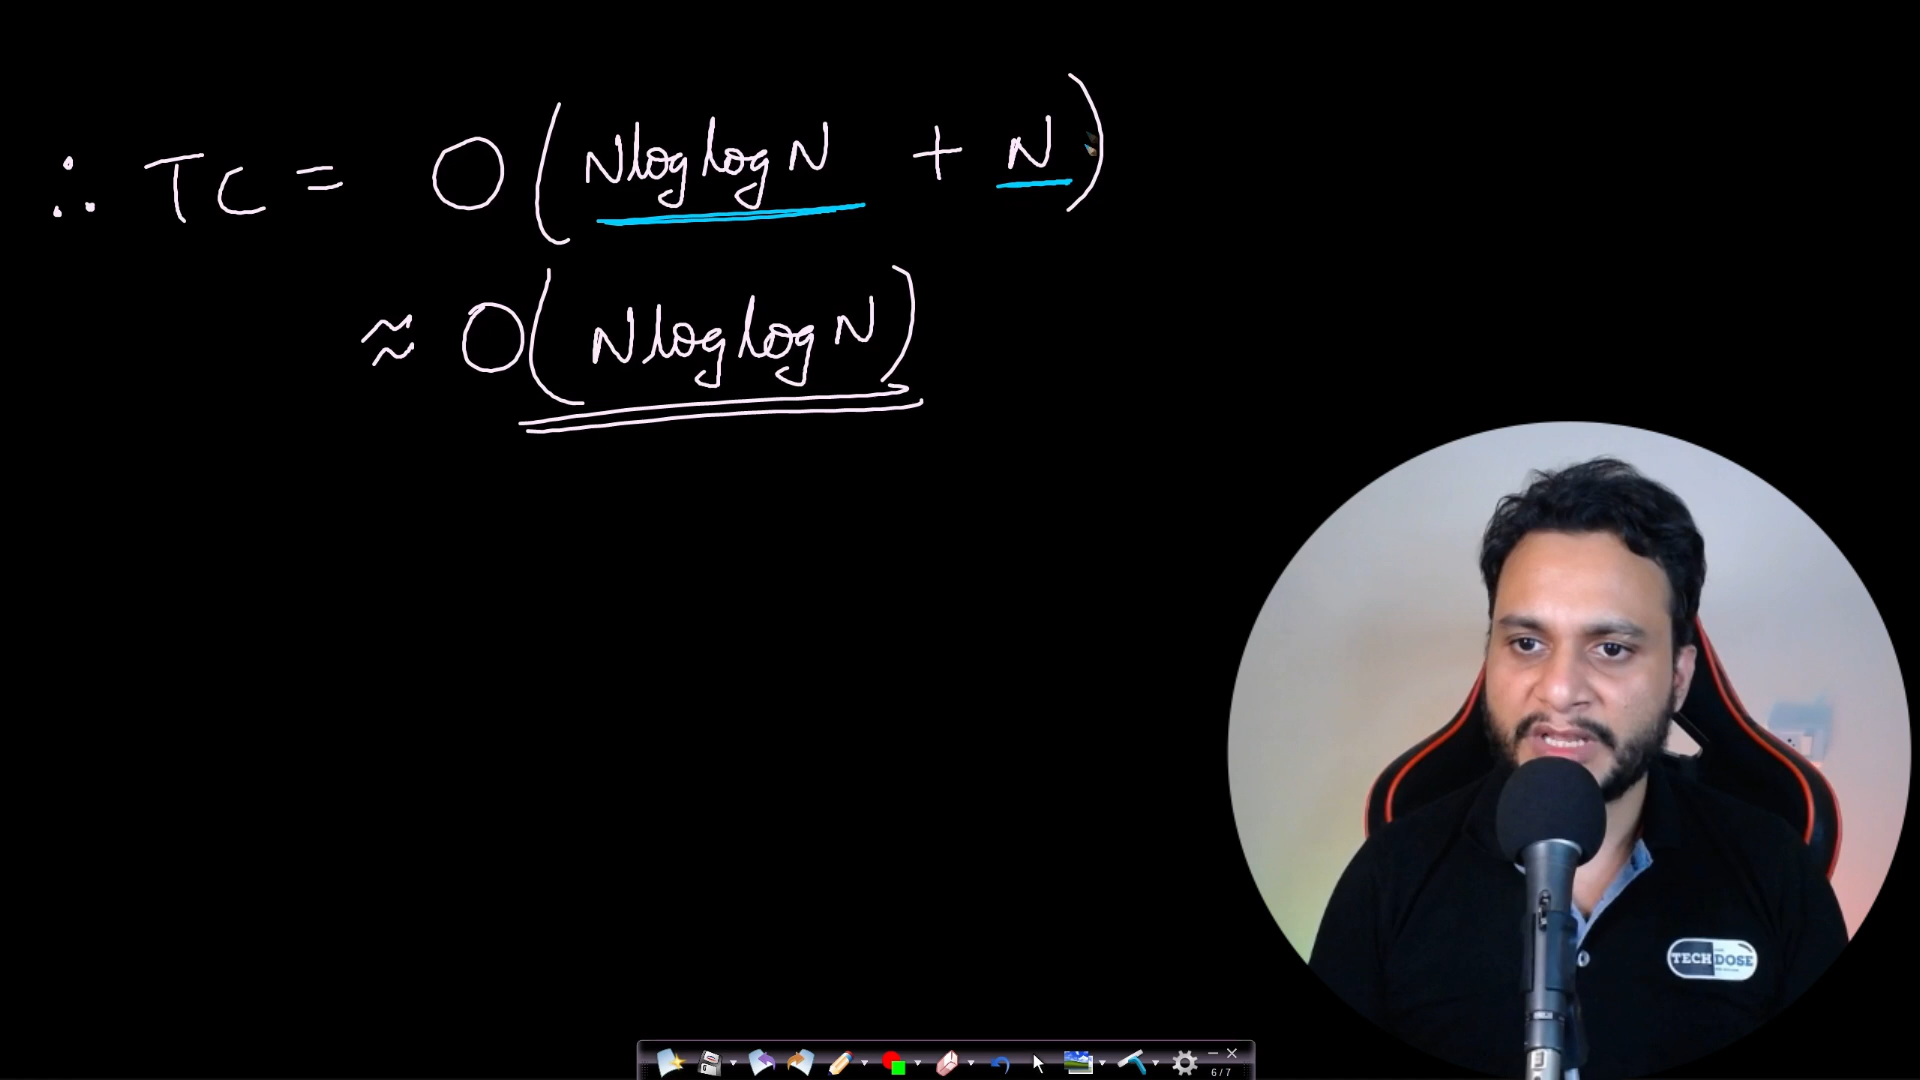 ∴ TC = O(NloglogN + N)
≈ O(NloglogN)
TECH DOSE
6/7